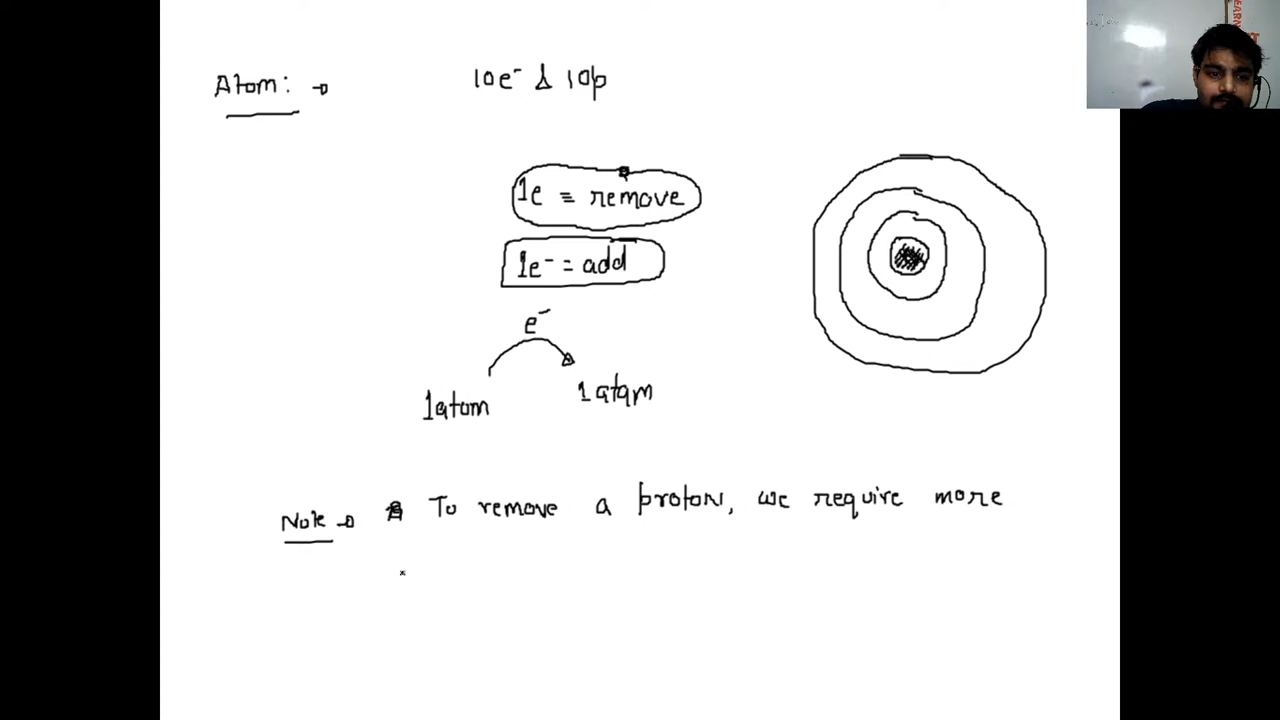 Atom: → 10e⁻ & 10p
1e = remove
1e⁻ = add
e⁻
1atom 1atom
Note → To remove a proton, we require more